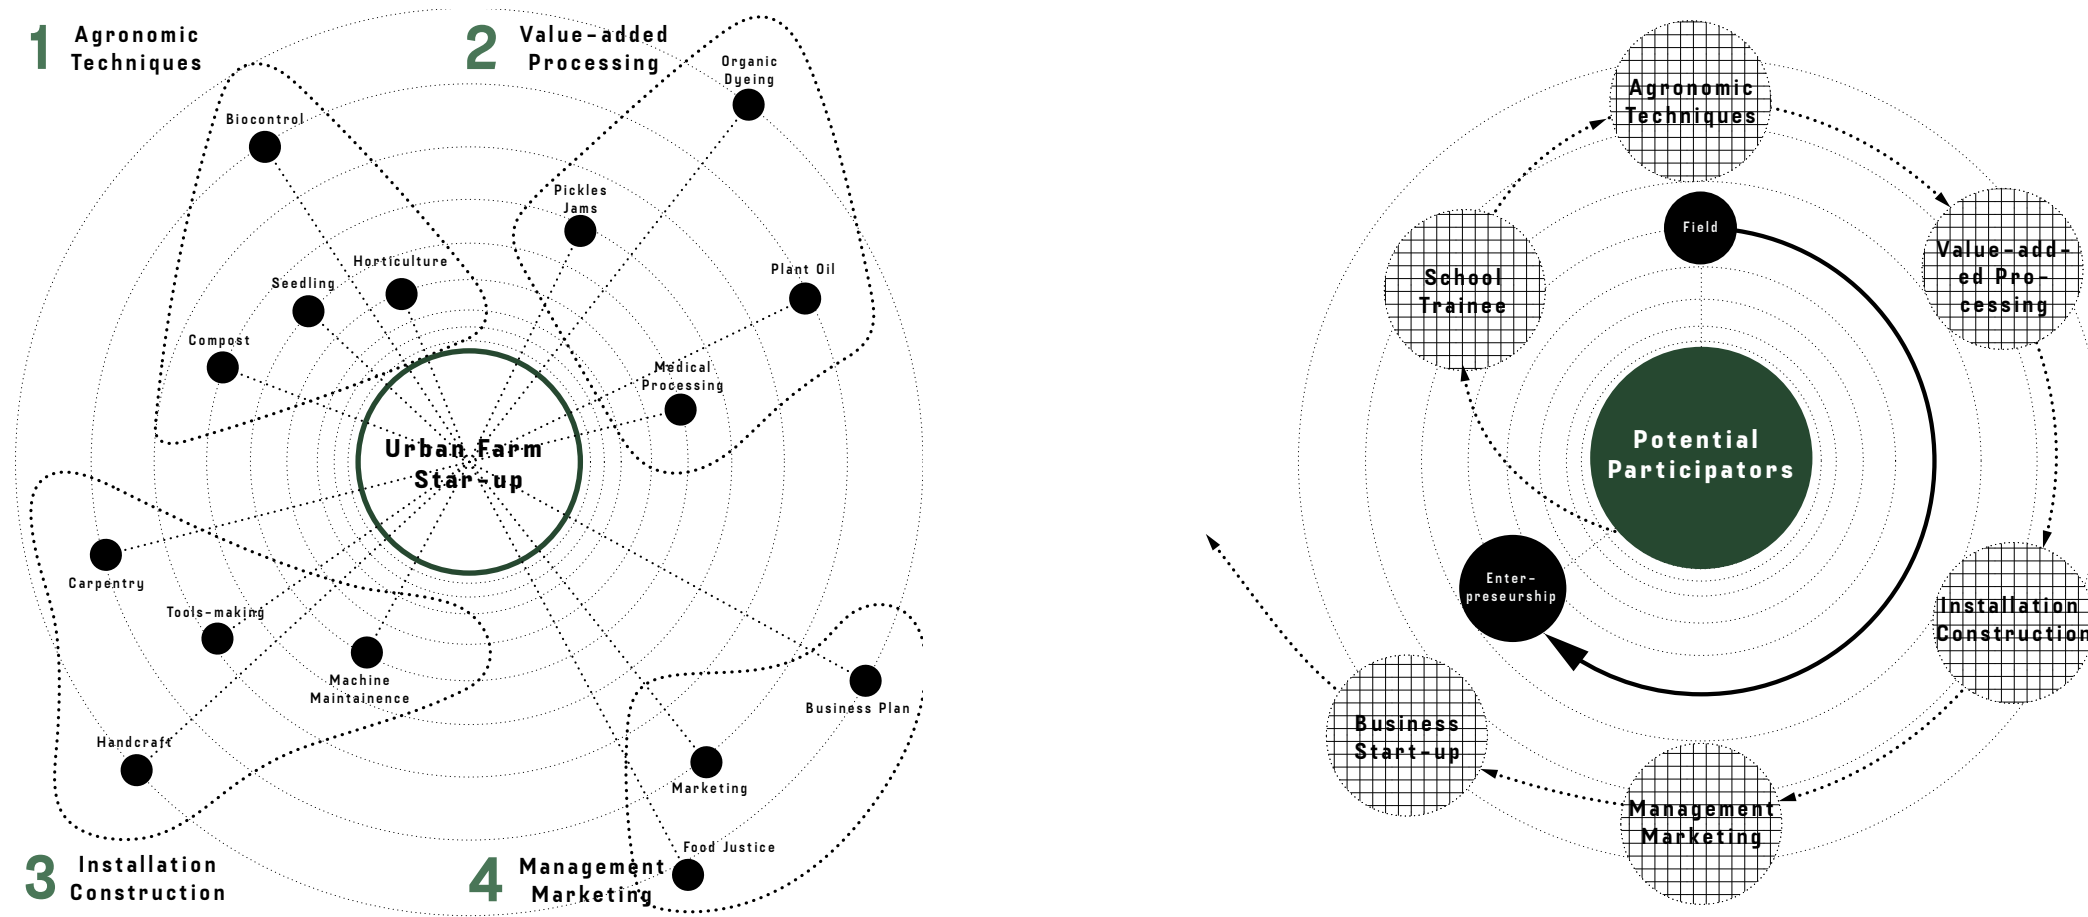 1
Agronomic
Techniques
2
Value-added
Processing
Organic
Dyeing
Biocontrol
Pickles
Jams
Horticulture
Seedling
Plant Oil
Compost
Medical
Processing
Urban Farm
Star-up
Carpentry
Tools-making
Machine
Maintainence
Business Plan
Handcraft
Marketing
Food Justice
3
Installation
Construction
4
Management
Marketing
Agronomic
Techniques
Field
Value-add-
ed Pro-
cessing
School
Trainee
Potential
Participators
Enter-
preseurship
Installation
Construction
Business
Start-up
Management
Marketing